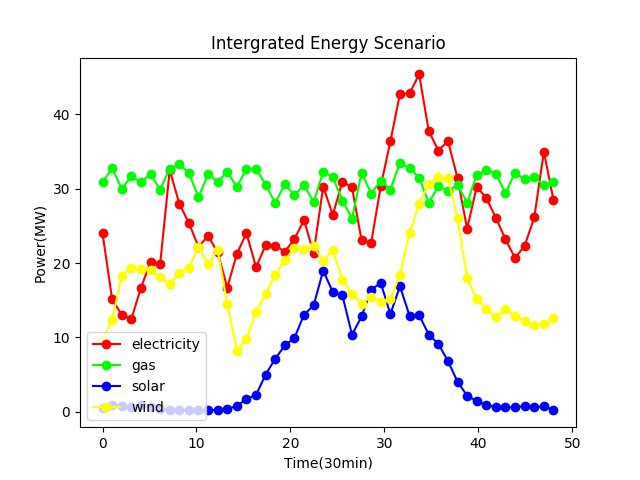 Intergrated Energy Scenario
Power(MW)
40
30
20
10
0
electricity
gas
solar
wind
0 10 20 30 40 50
Time(30min)